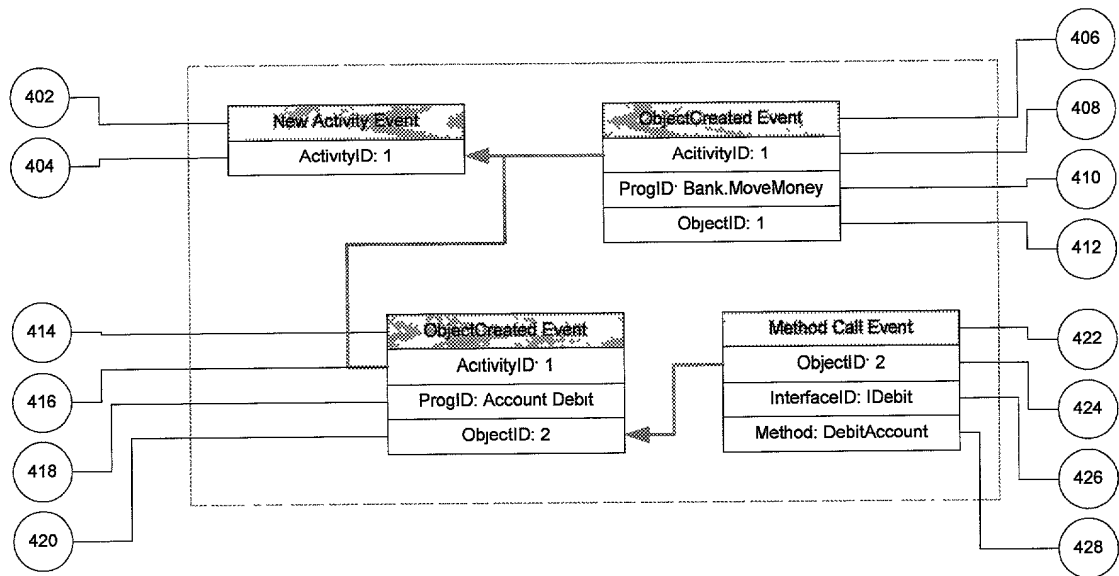 406
402
New Activity Event
ObjectCreated Event
408
404
ActivityID: 1
AcitivityID: 1
ProgID: Bank.MoveMoney
410
ObjectID: 1
412
414
ObjectCreated Event
Method Call Event
422
416
AcitivityID: 1
ObjectID: 2
424
ProgID: Account Debit
InterfaceID: IDebit
418
ObjectID: 2
Method: DebitAccount
426
420
428